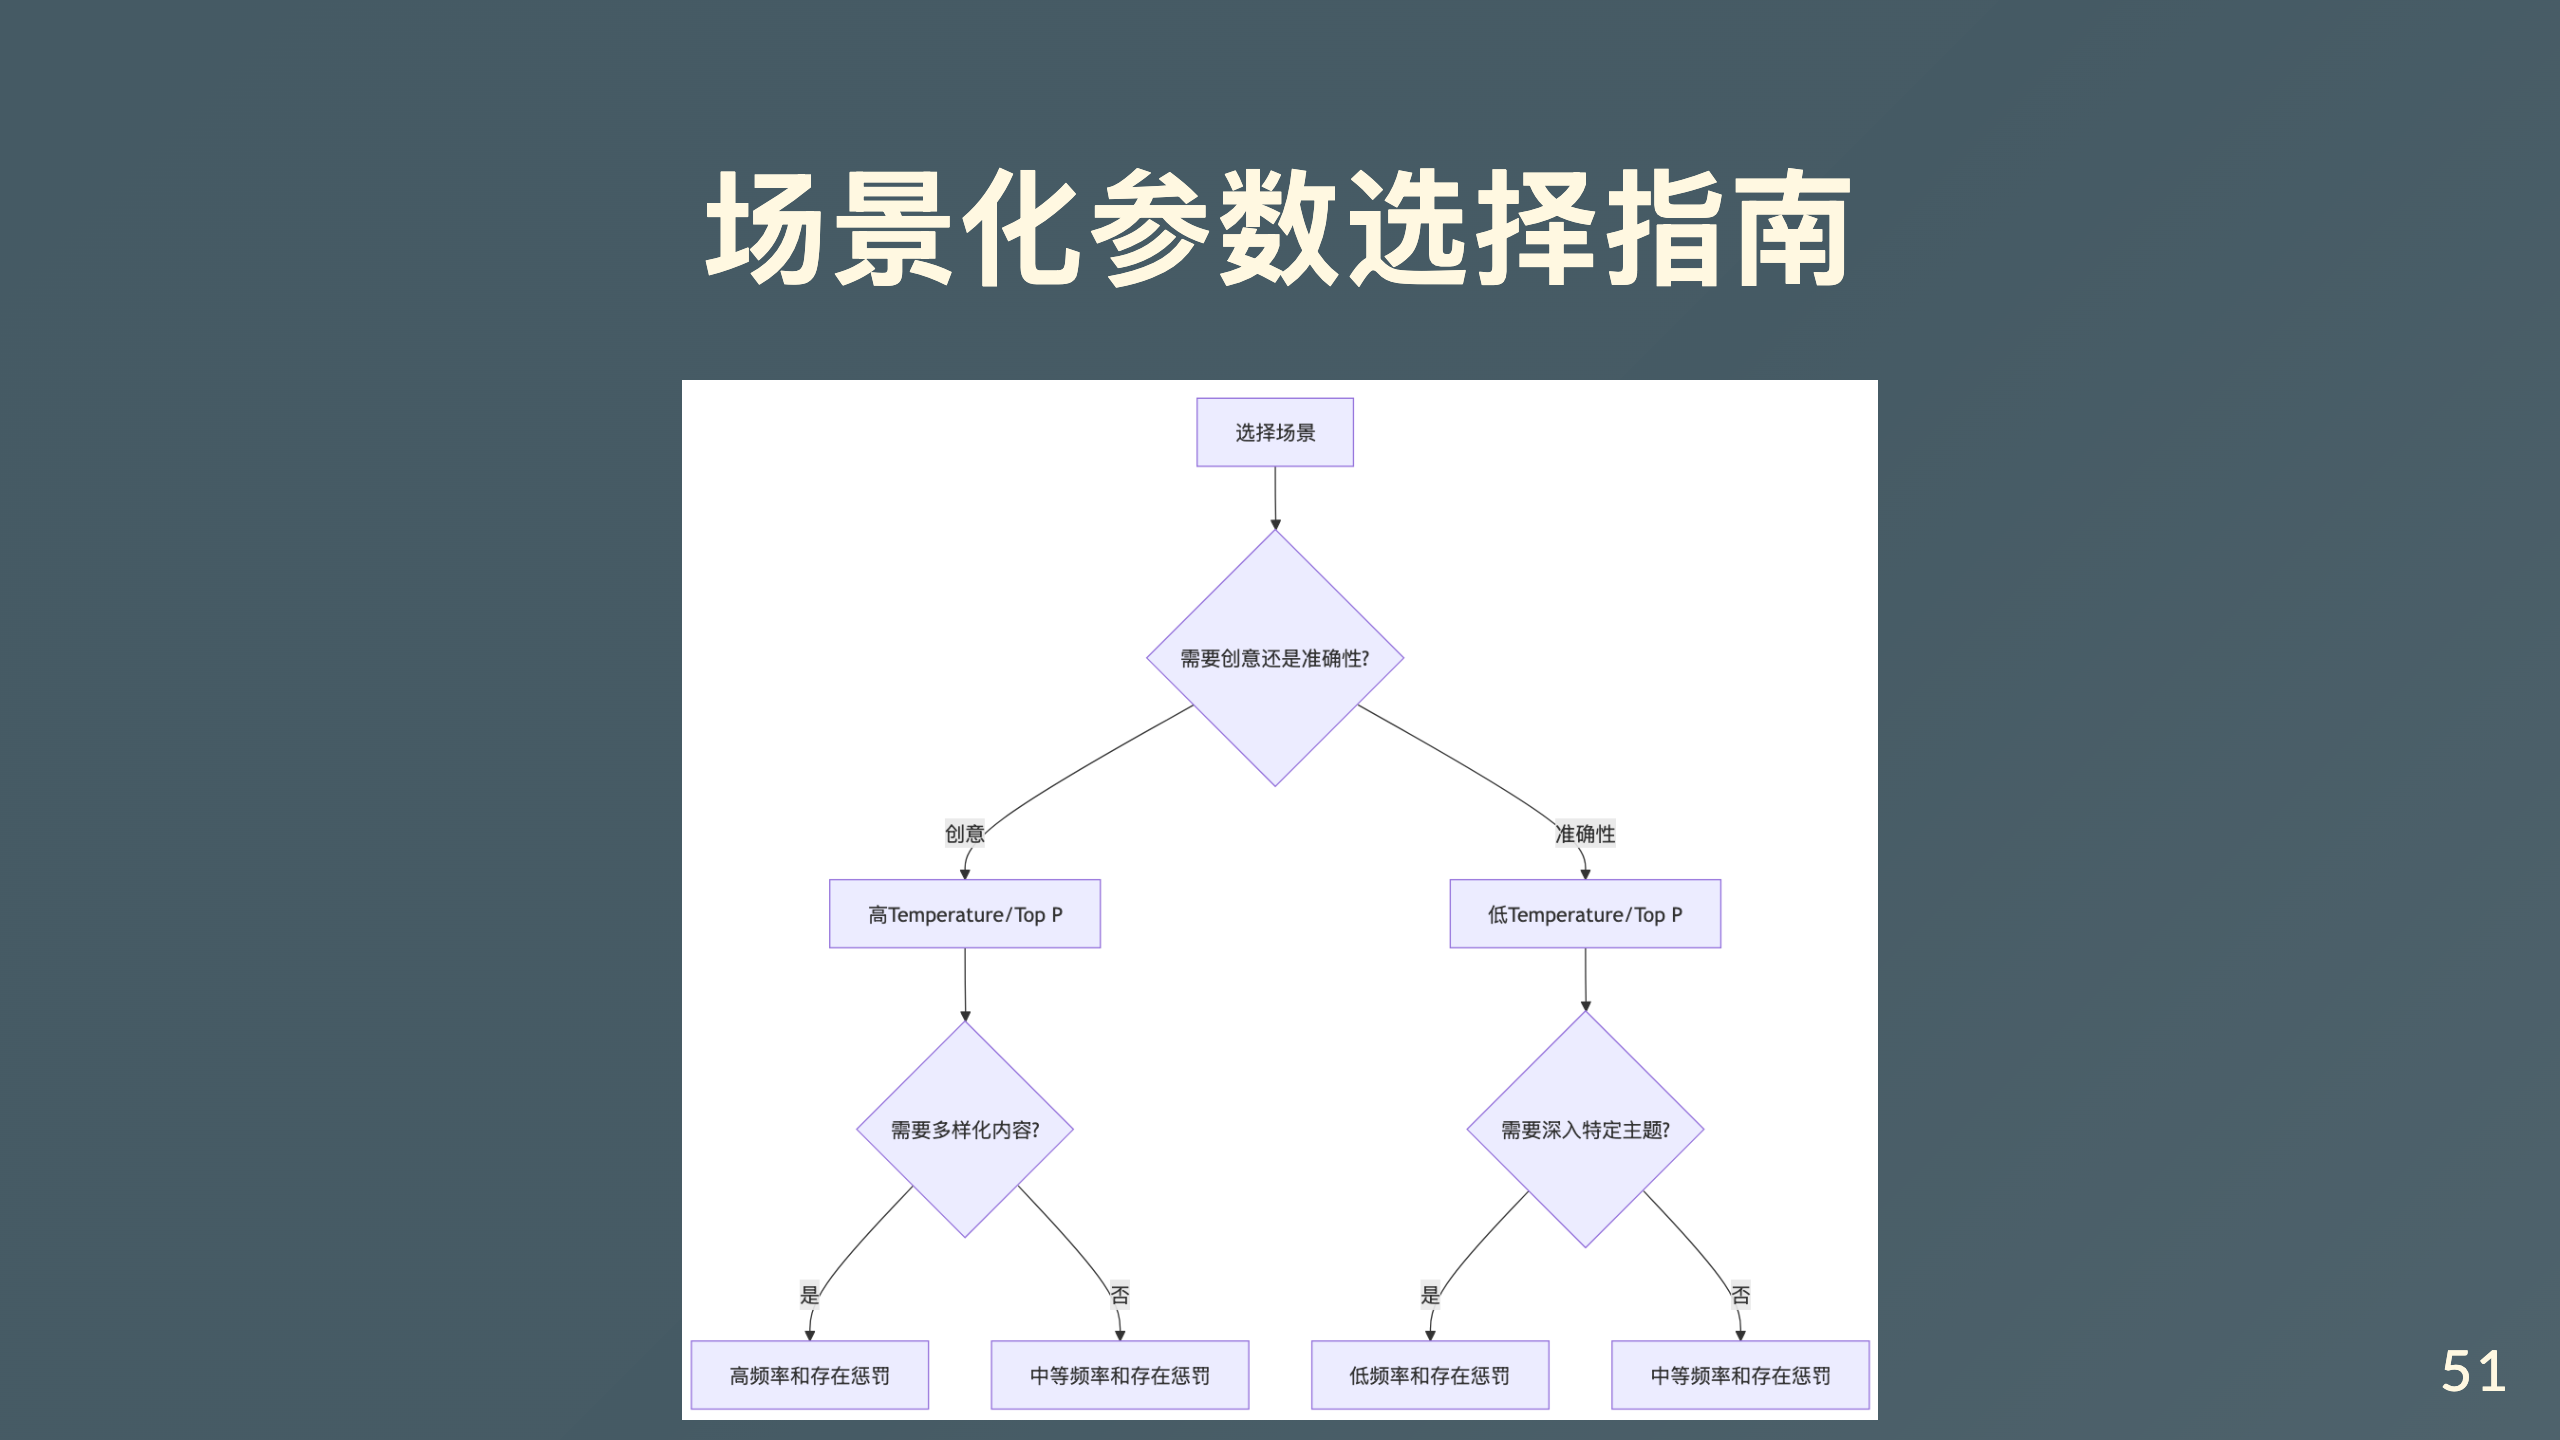 场景化参数选择指南
选择场景
需要创意还是准确性?
创意
准确性
高Temperature/Top P
低Temperature/Top P
需要多样化内容?
需要深入特定主题?
是
否
是
否
高频率和存在惩罚
中等频率和存在惩罚
低频率和存在惩罚
中等频率和存在惩罚
51